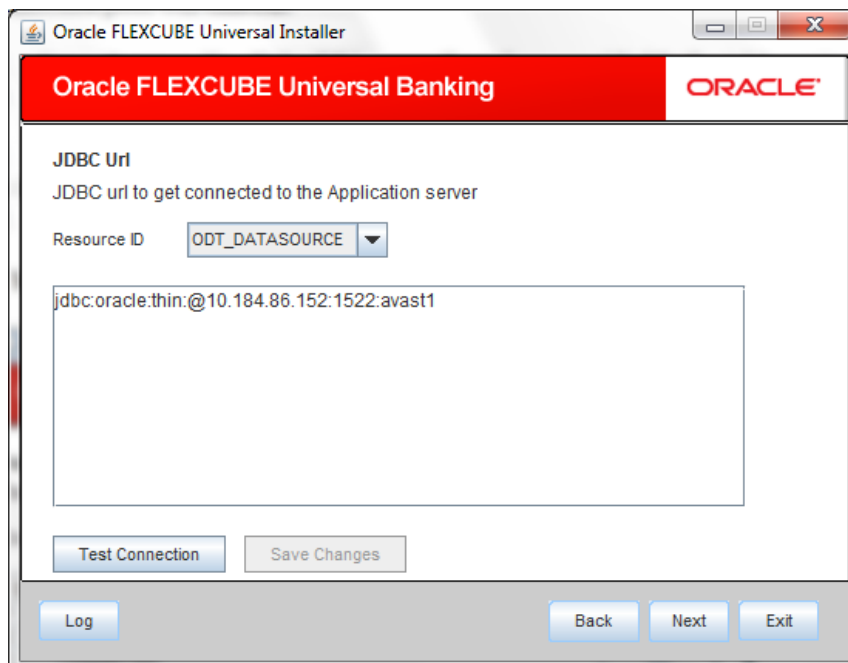 Oracle FLEXCUBE Universal Installer
Oracle FLEXCUBE Universal Banking
ORACLE®
JDBC Url
JDBC url to get connected to the Application server
Resource ID ODT_DATASOURCE
jdbc:oracle:thin:@10.184.86.152:1522:avast1
Test Connection Save Changes
Log Back Next Exit